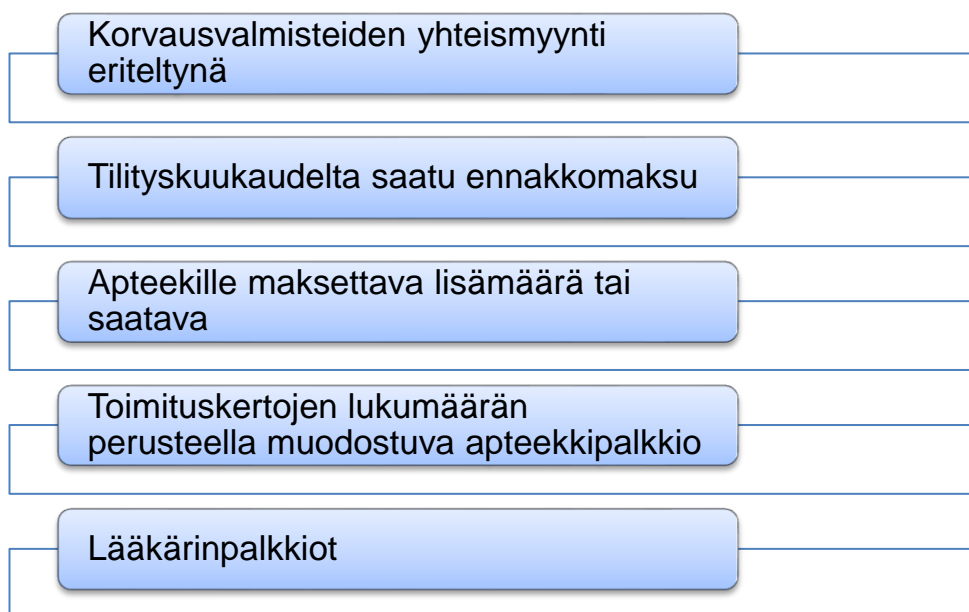 Korvausvalmisteiden yhteismyynti
eriteltynä
Tilityskuukaudelta saatu ennakkomaksu
Apteekille maksettava lisämäärä tai
saatava
Toimituskertojen lukumäärän
perusteella muodostuva apteekkipalkkio
Lääkärinpalkkiot